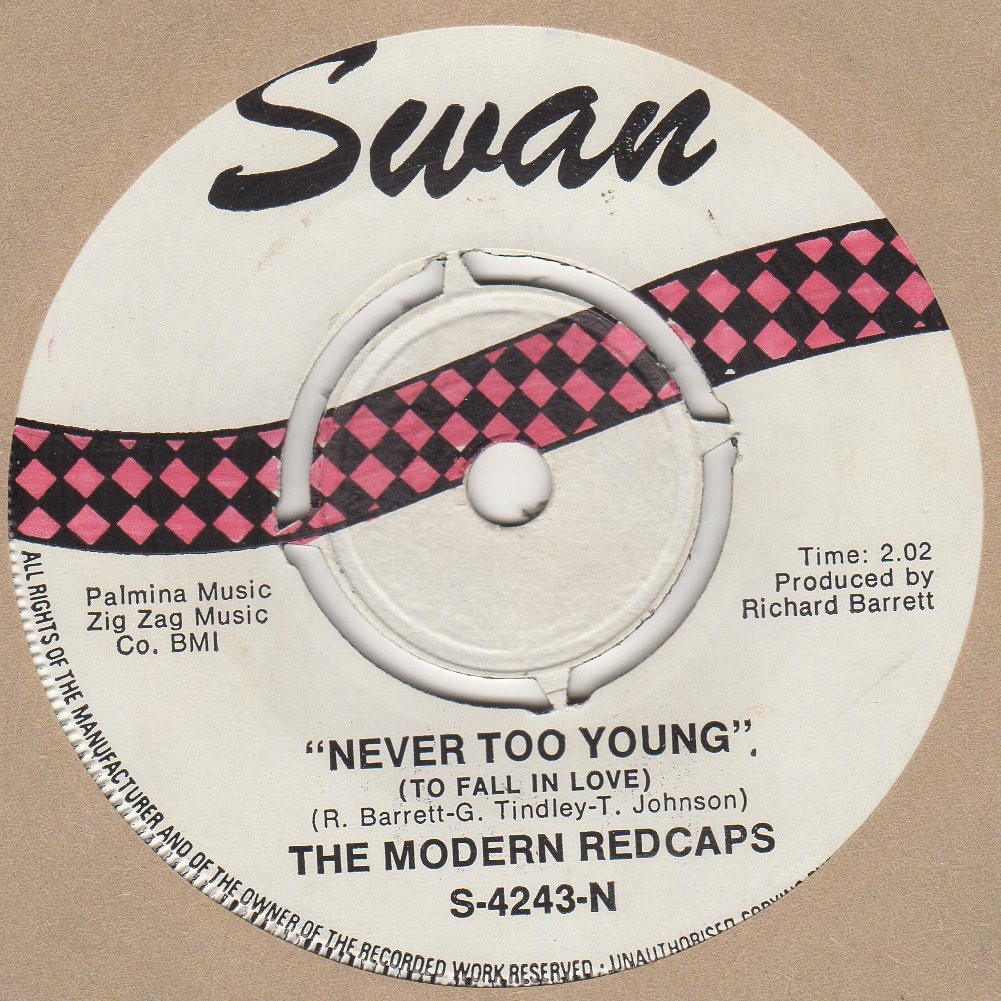 Swan
Palmina Music
Zig Zag Music
Co. BMI
Time: 2.02
Produced by
Richard Barrett
"NEVER TOO YOUNG".
(TO FALL IN LOVE)
(R. Barrett-G. Tindley-T. Johnson)
THE MODERN REDCAPS
S-4243-N
ALL RIGHTS OF THE MANUFACTURER AND OF THE OWNER OF THE RECORDED WORK RESERVED · UNAUTHORISED COPYING